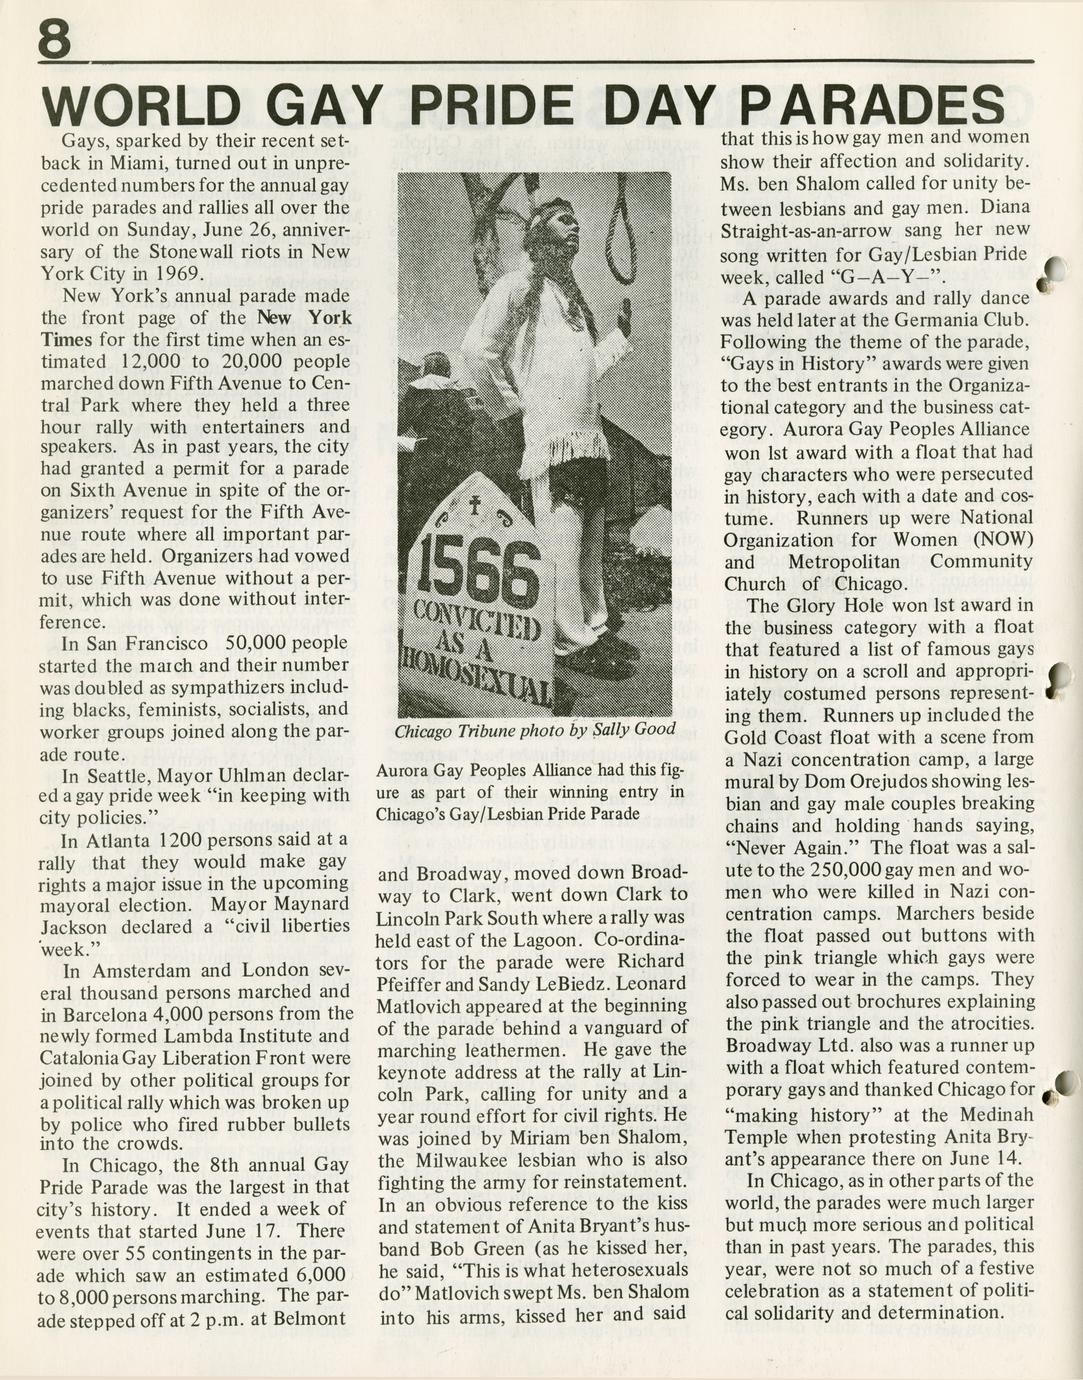 8
WORLD GAY PRIDE DAY PARADES
Gays, sparked by their recent set-
back in Miami, turned out in unpre-
cedented numbers for the annual gay
pride parades and rallies all over the
world on Sunday, June 26, anniver-
sary of the Stonewall riots in New
York City in 1969.
New York's annual parade made
the front page of the New York
Times for the first time when an es-
timated 12,000 to 20,000 people
marched down Fifth Avenue to Cen-
tral Park where they held a three
hour rally with entertainers and
speakers. As in past years, the city
had granted a permit for a parade
on Sixth Avenue in spite of the or-
ganizers' request for the Fifth Ave-
nue route where all important par-
ades are held. Organizers had vowed
to use Fifth Avenue without a per-
mit, which was done without inter-
ference.
In San Francisco 50,000 people
started the march and their number
was doubled as sympathizers includ-
ing blacks, feminists, socialists, and
worker groups joined along the par-
ade route.
In Seattle, Mayor Uhlman declar-
ed a gay pride week "in keeping with
city policies."
In Atlanta 1200 persons said at a
rally that they would make gay
rights a major issue in the upcoming
mayoral election. Mayor Maynard
Jackson declared a "civil liberties
week."
In Amsterdam and London sev-
eral thousand persons marched and
in Barcelona 4,000 persons from the
newly formed Lambda Institute and
Catalonia Gay Liberation Front were
joined by other political groups for
a political rally which was broken up
by police who fired rubber bullets
into the crowds.
In Chicago, the 8th annual Gay
Pride Parade was the largest in that
city's history. It ended a week of
events that started June 17. There
were over 55 contingents in the par-
ade which saw an estimated 6,000
to 8,000 persons marching. The par-
ade stepped off at 2 p.m. at Belmont
1566
CONVICTED
AS A
HOMOSEXUAL
Chicago Tribune photo by Sally Good
Aurora Gay Peoples Alliance had this fig-
ure as part of their winning entry in
Chicago's Gay/Lesbian Pride Parade
and Broadway, moved down Broad-
way to Clark, went down Clark to
Lincoln Park South where a rally was
held east of the Lagoon. Co-ordina-
tors for the parade were Richard
Pfeiffer and Sandy LeBiedz. Leonard
Matlovich appeared at the beginning
of the parade behind a vanguard of
marching leathermen. He gave the
keynote address at the rally at Lin-
coln Park, calling for unity and a
year round effort for civil rights. He
was joined by Miriam ben Shalom,
the Milwaukee lesbian who is also
fighting the army for reinstatement.
In an obvious reference to the kiss
and statement of Anita Bryant's hus-
band Bob Green (as he kissed her,
he said, "This is what heterosexuals
do" Matlovich swept Ms. ben Shalom
into his arms, kissed her and said
that this is how gay men and women
show their affection and solidarity.
Ms. ben Shalom called for unity be-
tween lesbians and gay men. Diana
Straight-as-an-arrow sang her new
song written for Gay/Lesbian Pride
week, called "G—A—Y—".
A parade awards and rally dance
was held later at the Germania Club.
Following the theme of the parade,
"Gays in History" awards were given
to the best entrants in the Organiza-
tional category and the business cat-
egory. Aurora Gay Peoples Alliance
won 1st award with a float that had
gay characters who were persecuted
in history, each with a date and cos-
tume. Runners up were National
Organization for Women (NOW)
and Metropolitan Community
Church of Chicago.
The Glory Hole won 1st award in
the business category with a float
that featured a list of famous gays
in history on a scroll and appropri-
iately costumed persons represent-
ing them. Runners up included the
Gold Coast float with a scene from
a Nazi concentration camp, a large
mural by Dom Orejudos showing les-
bian and gay male couples breaking
chains and holding hands saying,
"Never Again." The float was a sal-
ute to the 250,000 gay men and wo-
men who were killed in Nazi con-
centration camps. Marchers beside
the float passed out buttons with
the pink triangle which gays were
forced to wear in the camps. They
also passed out brochures explaining
the pink triangle and the atrocities.
Broadway Ltd. also was a runner up
with a float which featured contem-
porary gays and thanked Chicago for
"making history" at the Medinah
Temple when protesting Anita Bry-
ant's appearance there on June 14.
In Chicago, as in other parts of the
world, the parades were much larger
but much more serious and political
than in past years. The parades, this
year, were not so much of a festive
celebration as a statement of politi-
cal solidarity and determination.